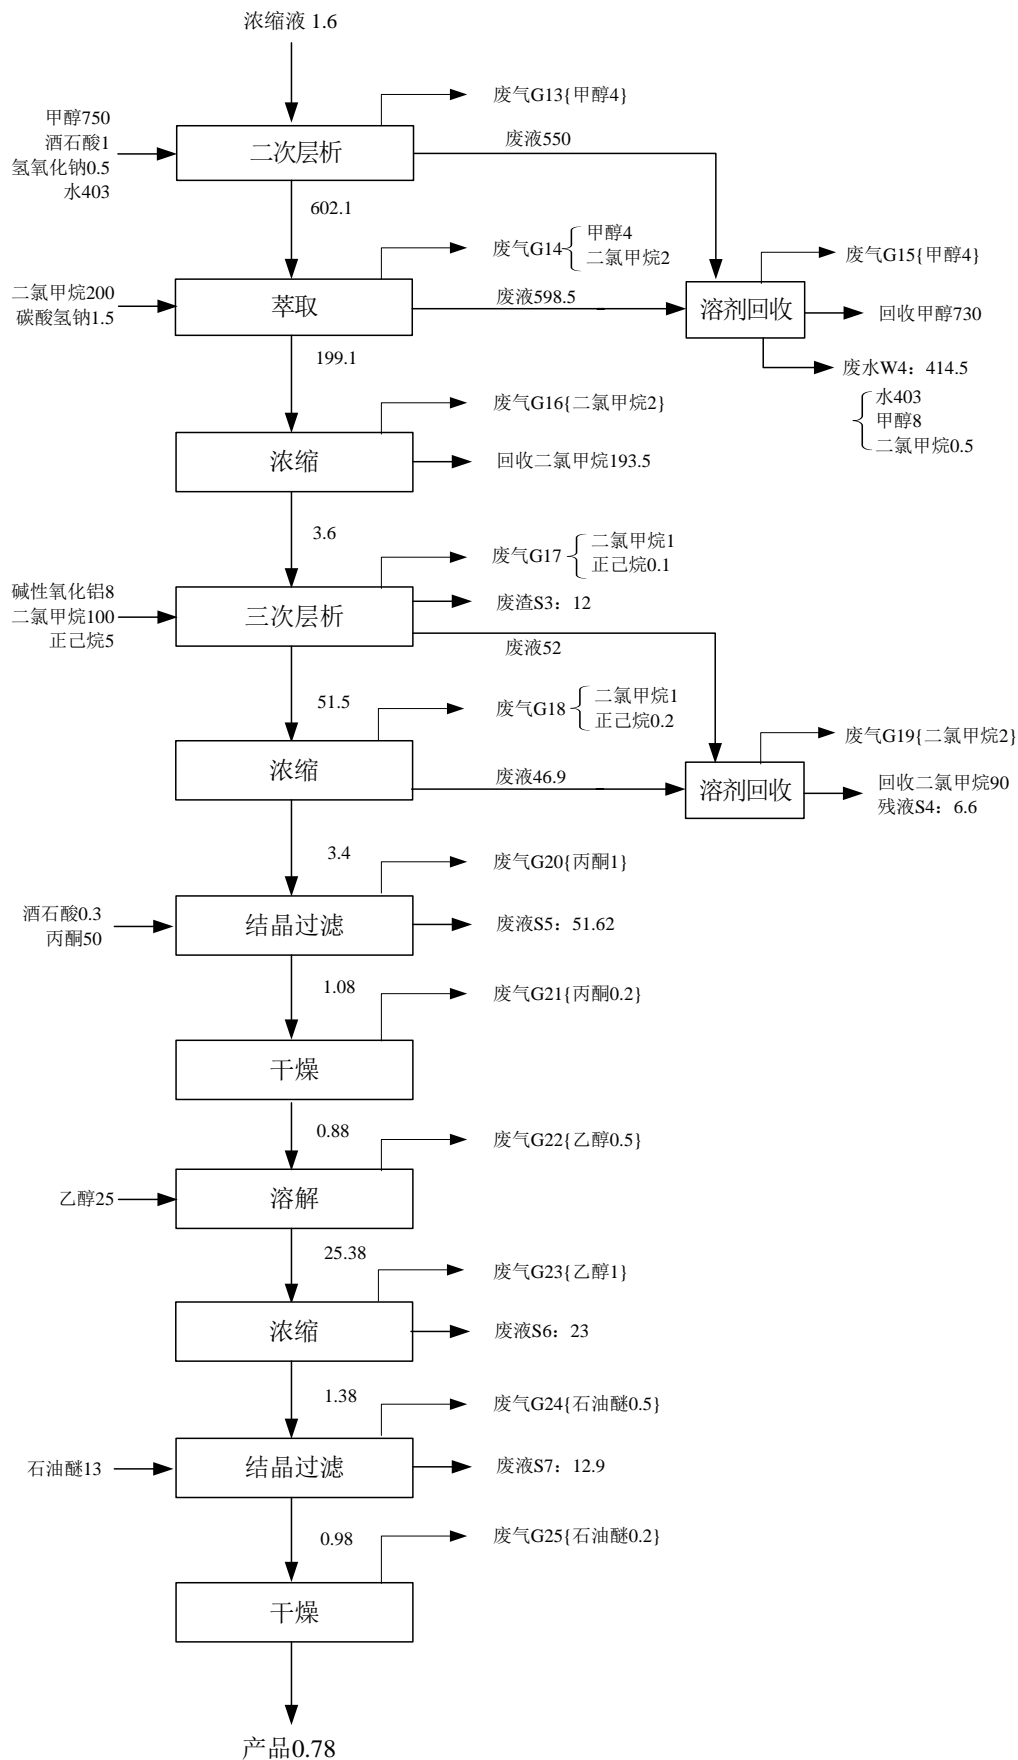 浓缩液 1.6
废气G13{甲醇4}
甲醇750
酒石酸1
氢氧化钠0.5
水403
二次层析
废液550
602.1
废气G14
甲醇4
二氯甲烷2
废气G15{甲醇4}
二氯甲烷200
碳酸氢钠1.5
萃取
废液598.5
溶剂回收
回收甲醇730
199.1
废水W4：414.5
水403
甲醇8
二氯甲烷0.5
废气G16{二氯甲烷2}
浓缩
回收二氯甲烷193.5
3.6
废气G17
二氯甲烷1
正己烷0.1
碱性氧化铝8
二氯甲烷100
正己烷5
三次层析
废渣S3：12
废液52
51.5
废气G18
二氯甲烷1
正己烷0.2
废气G19{二氯甲烷2}
浓缩
废液46.9
溶剂回收
回收二氯甲烷90
残液S4：6.6
3.4
废气G20{丙酮1}
酒石酸0.3
丙酮50
结晶过滤
废液S5：51.62
1.08
废气G21{丙酮0.2}
干燥
0.88
废气G22{乙醇0.5}
乙醇25
溶解
25.38
废气G23{乙醇1}
浓缩
废液S6：23
1.38
废气G24{石油醚0.5}
石油醚13
结晶过滤
废液S7：12.9
0.98
废气G25{石油醚0.2}
干燥
产品0.78